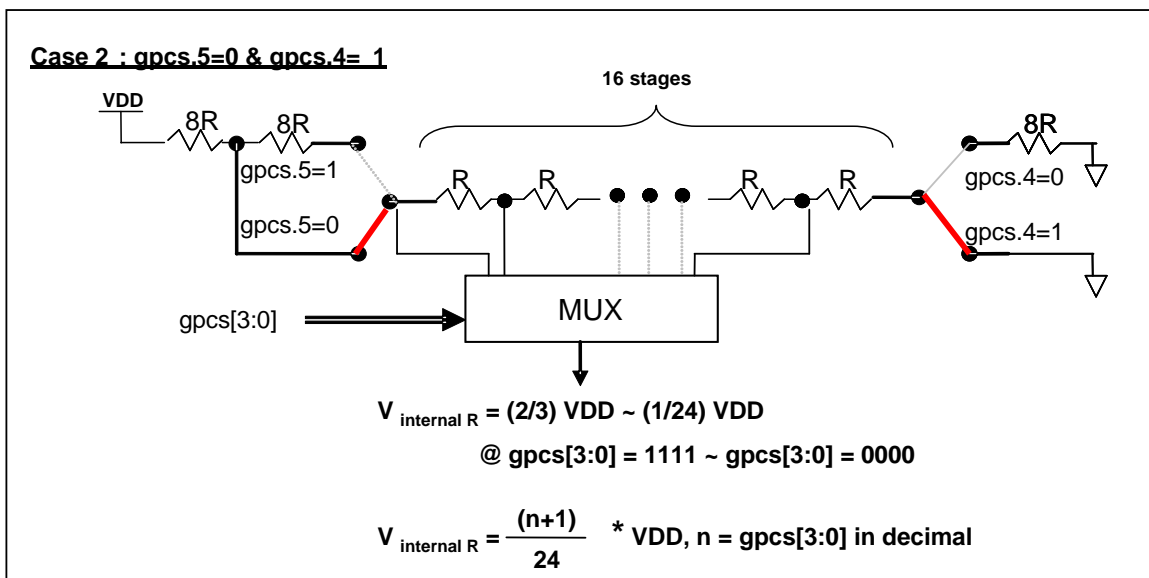 Case 2 : gpcs.5=0 & gpcs.4= 1
16 stages
VDD
8R
8R
8R
gpcs.5=1
gpcs.4=0
R
R
R
R
gpcs.5=0
gpcs.4=1
MUX
gpcs[3:0]
V internal R = (2/3) VDD ~ (1/24) VDD
@ gpcs[3:0] = 1111 ~ gpcs[3:0] = 0000
V internal R = (n+1) / 24 * VDD, n = gpcs[3:0] in decimal